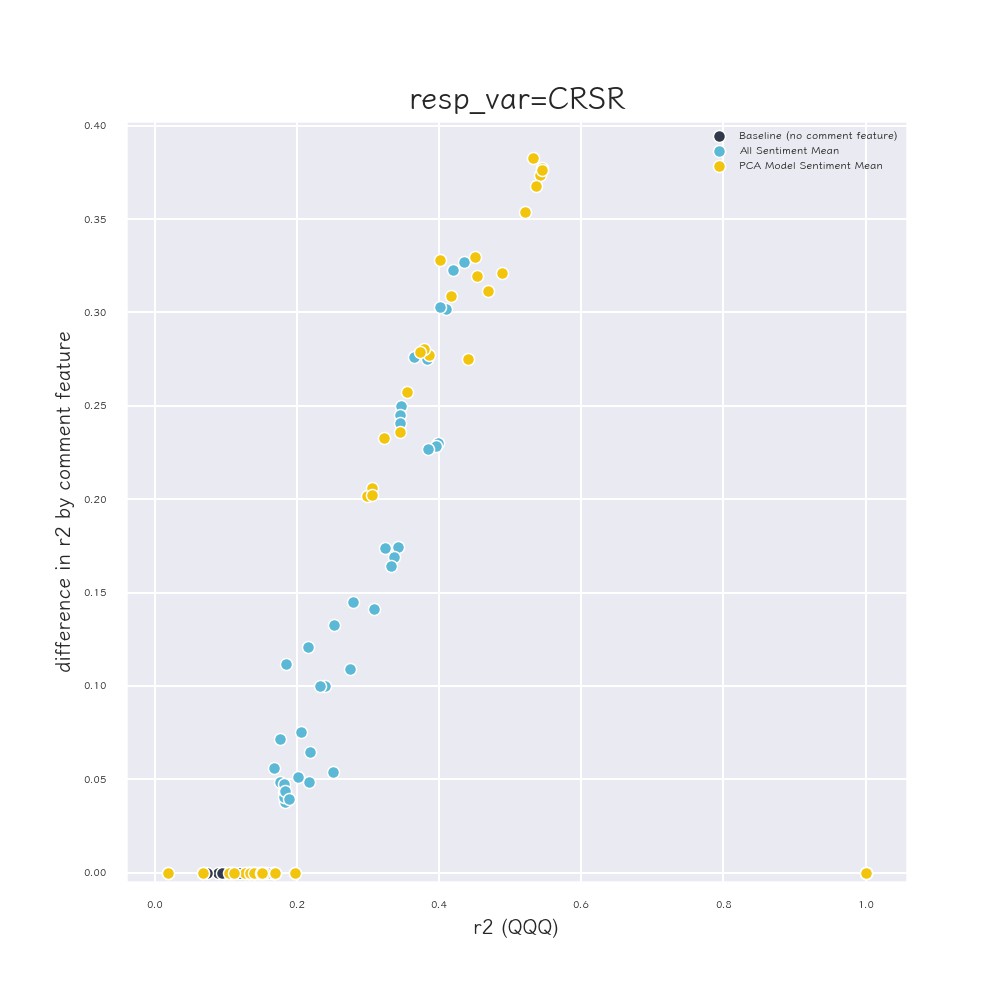 resp_var=CRSR
Baseline (no comment feature)
All Sentiment Mean
PCA Model Sentiment Mean
difference in r2 by comment feature
0.40
0.35
0.30
0.25
0.20
0.15
0.10
0.05
0.00
0.0 0.2 0.4 0.6 0.8 1.0
r2 (QQQ)